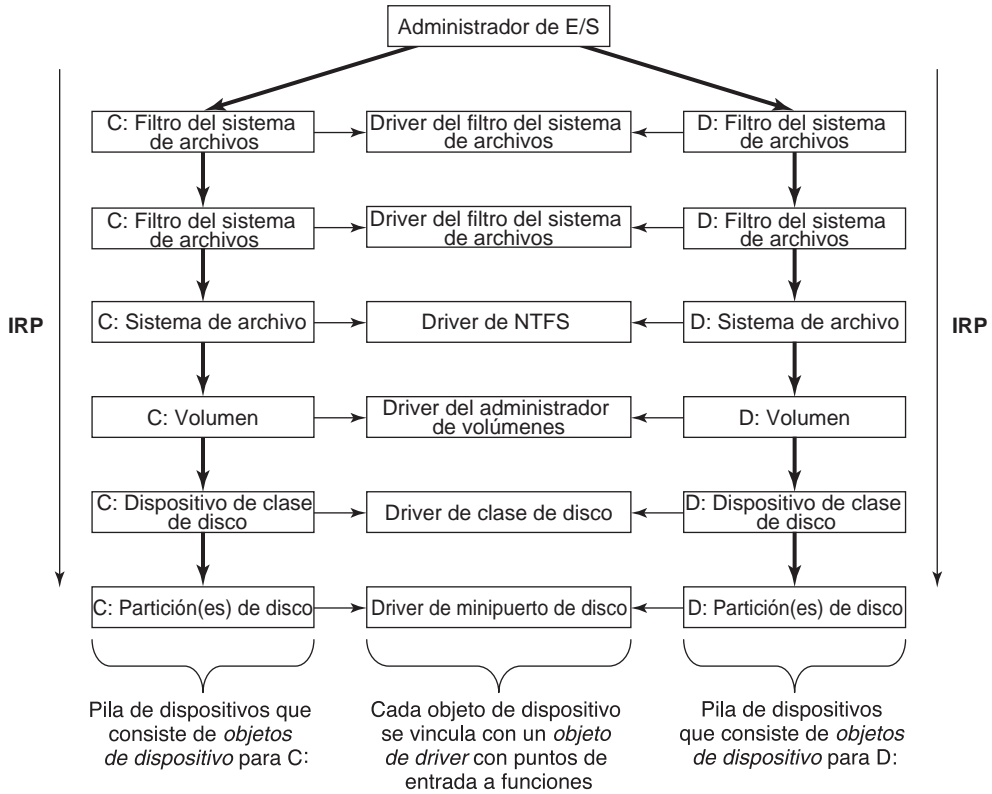 Administrador de E/S
C: Filtro del sistema
de archivos
Driver del filtro del sistema
de archivos
D: Filtro del sistema
de archivos
C: Filtro del sistema
de archivos
Driver del filtro del sistema
de archivos
D: Filtro del sistema
de archivos
IRP
C: Sistema de archivo
Driver de NTFS
D: Sistema de archivo
IRP
C: Volumen
Driver del administrador
de volúmenes
D: Volumen
C: Dispositivo de clase
de disco
Driver de clase de disco
D: Dispositivo de clase
de disco
C: Partición(es) de disco
Driver de minipuerto de disco
D: Partición(es) de disco
Pila de dispositivos que
consiste de objetos
de dispositivo para C:
Cada objeto de dispositivo
se vincula con un objeto
de driver con puntos de
entrada a funciones
Pila de dispositivos
que consiste de objetos
de dispositivo para D: